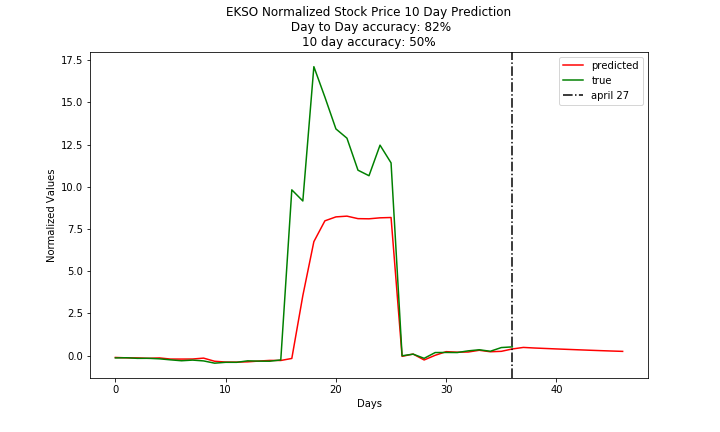 EKSO Normalized Stock Price 10 Day Prediction
Day to Day accuracy: 82%
10 day accuracy: 50%
predicted
true
april 27
17.5
15.0
12.5
10.0
7.5
5.0
2.5
0.0
Normalized Values
0
10
20
30
40
Days